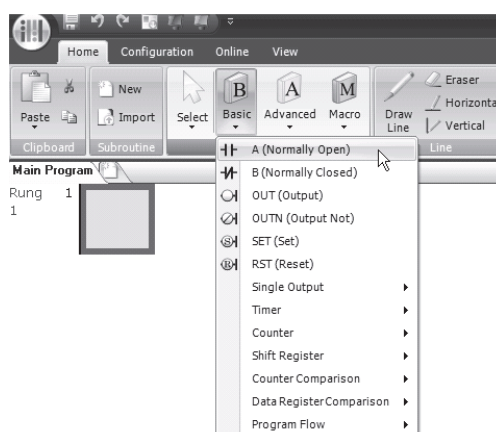 Home Configuration Online View
Paste
New
Import
Select
B
Basic
A
Advanced
M
Macro
Draw
Line
Eraser
Horizonta
Vertical
Clipboard Subroutine Line
Main Program
Rung 1
1
A (Normally Open)
B (Normally Closed)
OUT (Output)
OUTN (Output Not)
S SET (Set)
R RST (Reset)
Single Output
Timer
Counter
Shift Register
Counter Comparison
Data Register Comparison
Program Flow